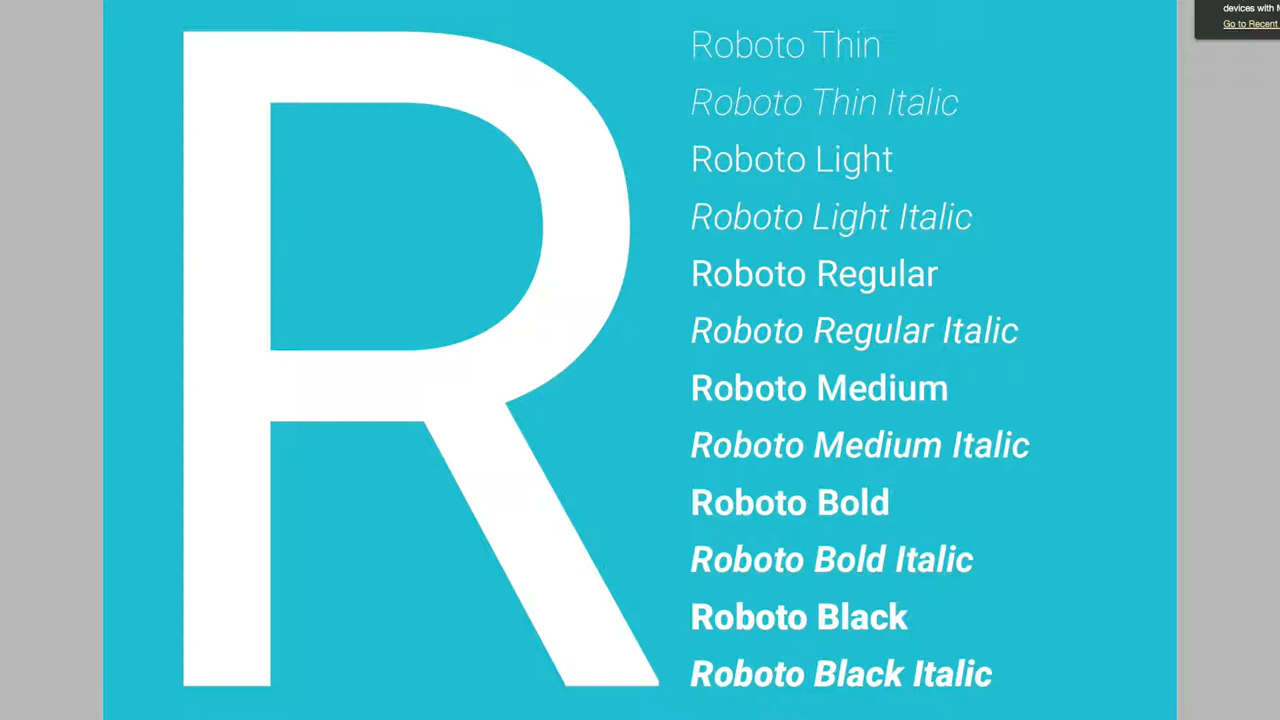 R
Roboto Thin
Roboto Thin Italic
Roboto Light
Roboto Light Italic
Roboto Regular
Roboto Regular Italic
Roboto Medium
Roboto Medium Italic
Roboto Bold
Roboto Bold Italic
Roboto Black
Roboto Black Italic
devices with
Go to Recent